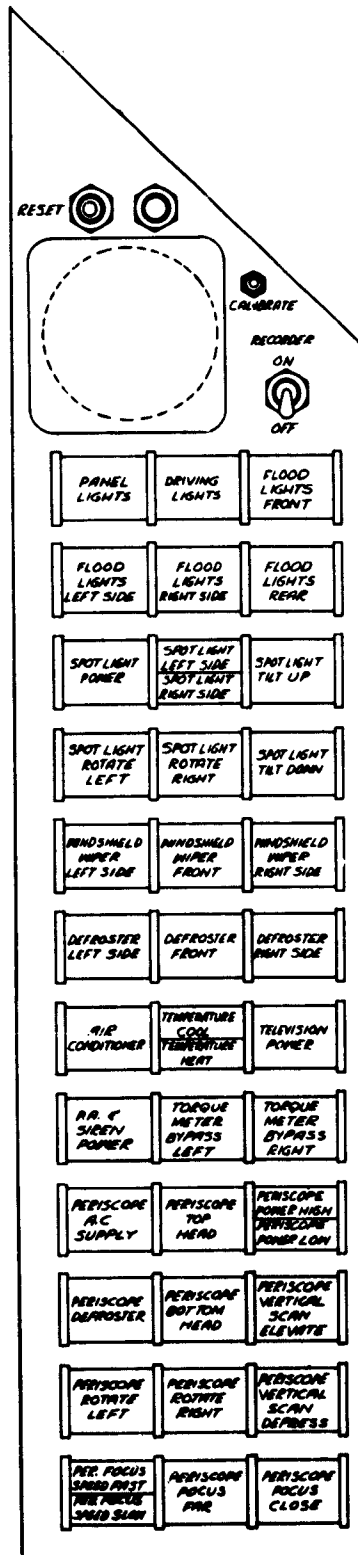 RESET
CALIBRATE
RECORDER
ON
OFF
PANEL
LIGHTS
DRIVING
LIGHTS
FLOOD
LIGHTS
FRONT
FLOOD
LIGHTS
LEFT SIDE
FLOOD
LIGHTS
RIGHT SIDE
FLOOD
LIGHTS
REAR
SPOT LIGHT
POWER
SPOT LIGHT
LEFT SIDE
SPOT LIGHT
RIGHT SIDE
SPOT LIGHT
TILT UP
SPOT LIGHT
ROTATE
LEFT
SPOT LIGHT
ROTATE
RIGHT
SPOT LIGHT
TILT DOWN
WINDSHIELD
WIPER
LEFT SIDE
WINDSHIELD
WIPER
FRONT
WINDSHIELD
WIPER
RIGHT SIDE
DEFROSTER
LEFT SIDE
DEFROSTER
FRONT
DEFROSTER
RIGHT SIDE
AIR
CONDITIONER
TEMPERATURE
COOL
TEMPERATURE
HEAT
TELEVISION
POWER
P.A. &
SIREN
POWER
TORQUE
METER
BYPASS
LEFT
TORQUE
METER
BYPASS
RIGHT
PERISCOPE
A.C
SUPPLY
PERISCOPE
TOP
HEAD
PERISCOPE
POWER HIGH
PERISCOPE
POWER LOW
PERISCOPE
DEFROSTER
PERISCOPE
BOTTOM
HEAD
PERISCOPE
VERTICAL
SCAN
ELEVATE
PERISCOPE
ROTATE
LEFT
PERISCOPE
ROTATE
RIGHT
PERISCOPE
VERTICAL
SCAN
DEPRESS
PER. FOCUS
SPEED FAST
PER. FOCUS
SPEED SLOW
PERISCOPE
FOCUS
FAR
PERISCOPE
FOCUS
CLOSE